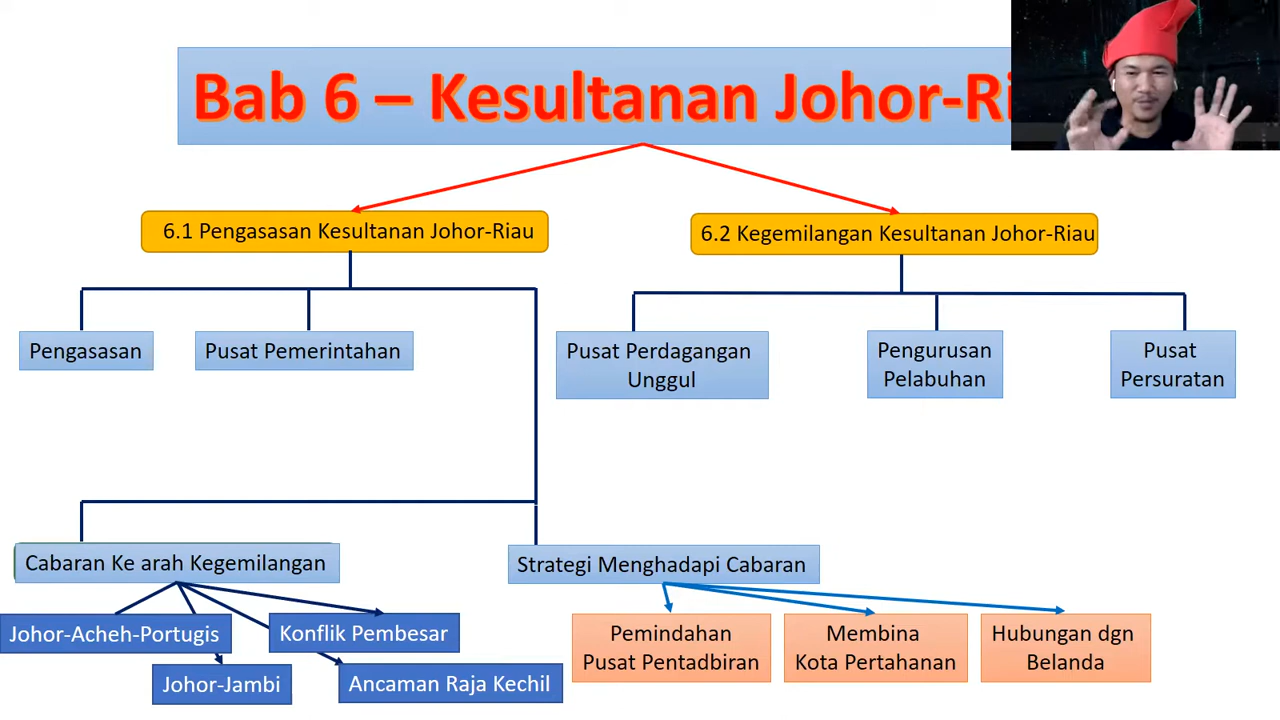 Bab 6 – Kesultanan Johor-Ri
6.1 Pengasasan Kesultanan Johor-Riau
6.2 Kegemilangan Kesultanan Johor-Riau
Pengasasan
Pusat Pemerintahan
Pusat Perdagangan
Unggul
Pengurusan
Pelabuhan
Pusat
Persuratan
Cabaran Ke arah Kegemilangan
Strategi Menghadapi Cabaran
Johor-Acheh-Portugis
Konflik Pembesar
Johor-Jambi
Ancaman Raja Kechil
Pemindahan
Pusat Pentadbiran
Membina
Kota Pertahanan
Hubungan dgn
Belanda